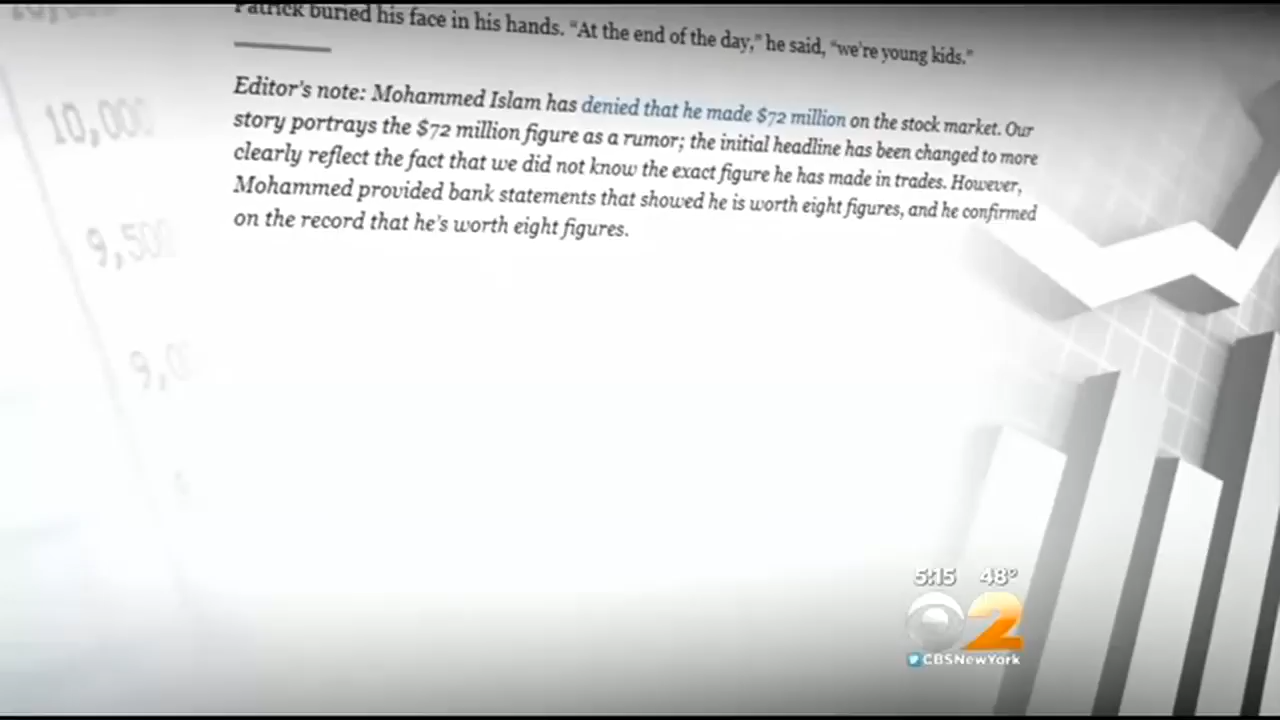 Patrick buried his face in his hands. “At the end of the day,” he said, “we’re young kids.”
Editor’s note: Mohammed Islam has denied that he made $72 million on the stock market. Our
story portrays the $72 million figure as a rumor; the initial headline has been changed to more
clearly reflect the fact that we did not know the exact figure he has made in trades. However,
Mohammed provided bank statements that showed he is worth eight figures, and he confirmed
on the record that he’s worth eight figures.
10,000
9,500
5:15 48°
2
CBSNewYork